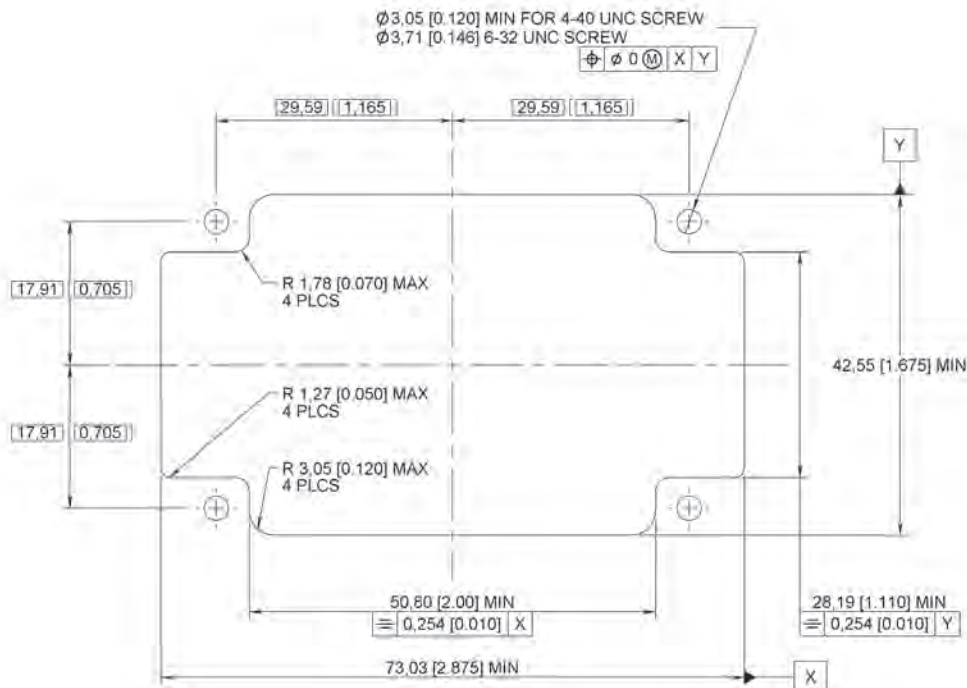 Ø3,05 [0.120] MIN FOR 4-40 UNC SCREW
Ø3,71 [0.146] 6-32 UNC SCREW
⌖ Ø 0 Ⓜ X Y
29,59 [1,165]
29,59 [1,165]
Y
17,91 [0,705]
R 1,78 [0.070] MAX
4 PLCS
42,55 [1.675] MIN
R 1,27 [0.050] MAX
4 PLCS
17,91 [0,705]
R 3,05 [0.120] MAX
4 PLCS
50,80 [2.00] MIN
⌯ 0,254 [0.010] X
28,19 [1.110] MIN
⌯ 0,254 [0.010] Y
73,03 [2.875] MIN
X